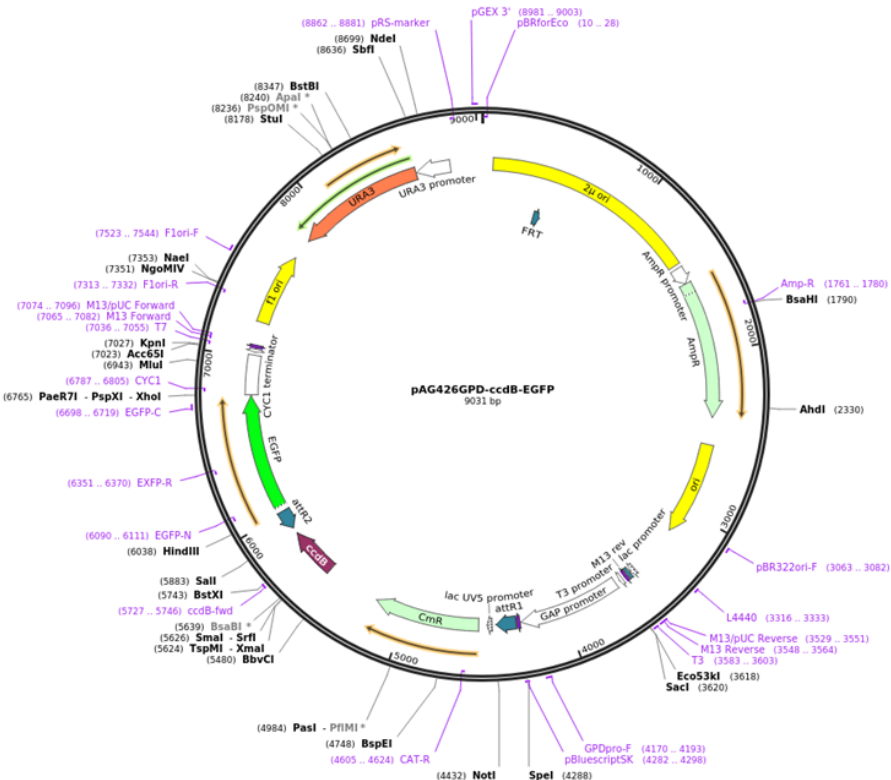 pGEX 3' (8981 .. 9003)
(8862 .. 8881) pRS-marker
pBRforEco (10 .. 28)
(8699) NdeI
(8636) SbfI
(8347) BstBI
(8240) ApaI *
(8236) PspOMI *
(8178) StuI
9000
URA3 promoter
2μ ori
1000
8000
URA3
FRT
(7523 .. 7544) F1ori-F
AmpR promoter
(7353) NaeI
(7351) NgoMIV
(7313 .. 7332) F1ori-R
f1 ori
Amp-R (1761 .. 1780)
BsaHI (1790)
(7074 .. 7096) M13/pUC Forward
(7065 .. 7082) M13 Forward
(7036 .. 7055) T7
2000
AmpR
(7027) KpnI
(7023) Acc65I
(6943) MluI
7000
CYC1 terminator
(6787 .. 6805) CYC1
pAG426GPD-ccdB-EGFP
9031 bp
(6765) PaeR7I - PspXI - XhoI
(6698 .. 6719) EGFP-C
AhdI (2330)
EGFP
(6351 .. 6370) EXFP-R
ori
attR2
3000
(6090 .. 6111) EGFP-N
(6038) HindIII
6000
ccdB
M13 rev
lac promoter
pBR322ori-F (3063 .. 3082)
(5883) SalI
(5743) BstXI
(5727 .. 5746) ccdB-fwd
T3 promoter
GAP promoter
lac UV5 promoter
attR1
CmR
L4440 (3316 .. 3333)
(5639) BsaBI *
(5626) SmaI - SrfI
(5624) TspMI - XmaI
(5480) BbvCI
M13/pUC Reverse (3529 .. 3551)
M13 Reverse (3548 .. 3564)
T3 (3583 .. 3603)
5000
4000
Eco53kI (3618)
SacI (3620)
(4984) PasI - PflMI *
(4748) BspEI
(4605 .. 4624) CAT-R
GPDpro-F (4170 .. 4193)
pBluescriptSK (4282 .. 4298)
(4432) NotI
SpeI (4288)